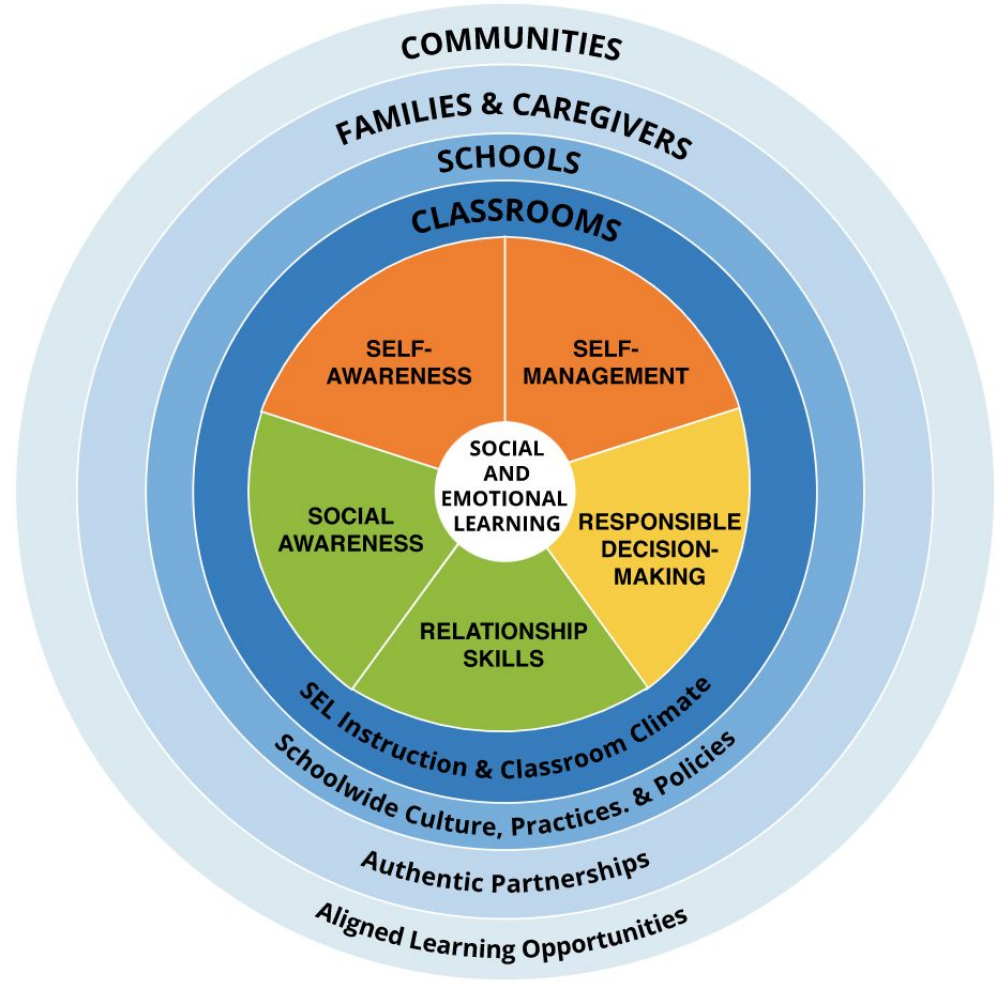 COMMUNITIES
FAMILIES & CAREGIVERS
SCHOOLS
CLASSROOMS
SELF-
AWARENESS
SELF-
MANAGEMENT
SOCIAL
AND
EMOTIONAL
LEARNING
SOCIAL
AWARENESS
RESPONSIBLE
DECISION-
MAKING
RELATIONSHIP
SKILLS
SEL Instruction & Classroom Climate
Schoolwide Culture, Practices. & Policies
Authentic Partnerships
Aligned Learning Opportunities